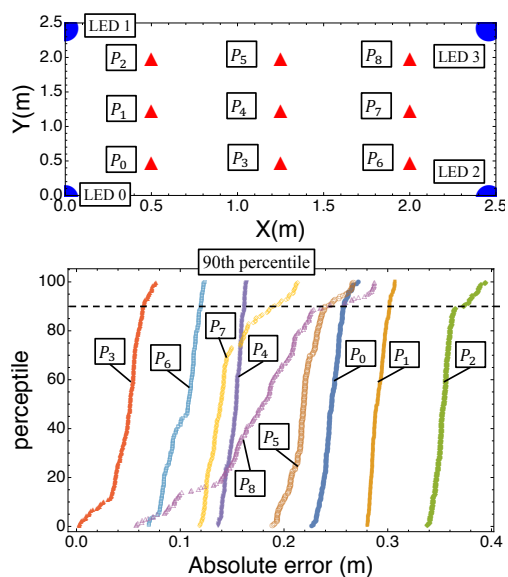 2.5
2.0
1.5
1.0
0.5
0.0
Y(m)
LED 1
LED 3
P2 P5 P8
P1 P4 P7
P0 P3 P6
LED 0
LED 2
0.0 0.5 1.0 1.5 2.0 2.5
X(m)
90th percentile
100
80
60
40
20
0
perceptile
P3
P6
P7
P4
P8
P5
P0
P1
P2
0.0 0.1 0.2 0.3 0.4
Absolute error (m)